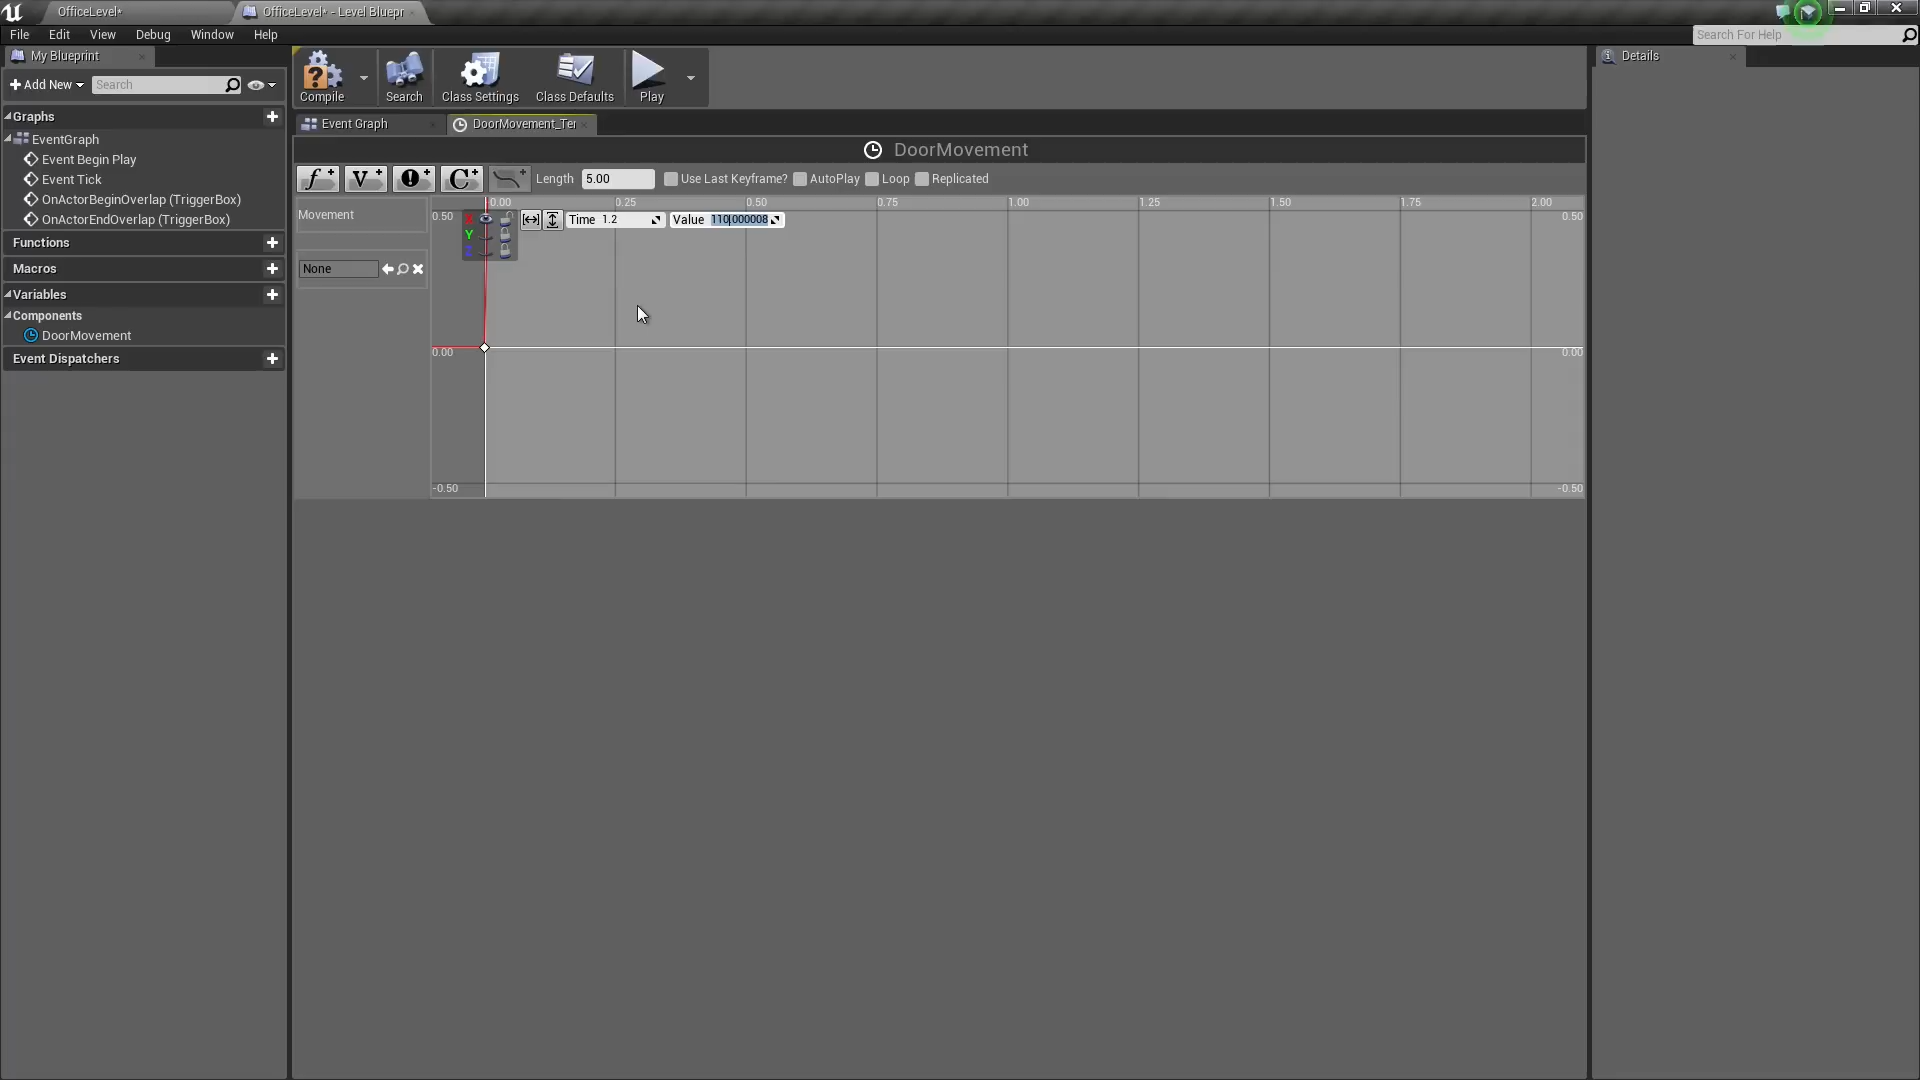 OfficeLevel*
OfficeLevel* - Level Bluepr
File Edit View Debug Window Help
Search For Help
My Blueprint
Add New
Search
Compile
Search
Class Settings
Class Defaults
Play
Details
Graphs
EventGraph
Event Begin Play
Event Tick
OnActorBeginOverlap (TriggerBox)
OnActorEndOverlap (TriggerBox)
Functions
Macros
Variables
Components
DoorMovement
Event Dispatchers
Event Graph
DoorMovement_Ter
DoorMovement
f V C
Length 5.00 Use Last Keyframe? AutoPlay Loop Replicated
Movement
None
0.00 0.25 0.50 0.75 1.00 1.25 1.50 1.75 2.00
0.50 X Time 1.2 Value 110.000008 0.50
Y
Z
0.00 0.00
-0.50 -0.50